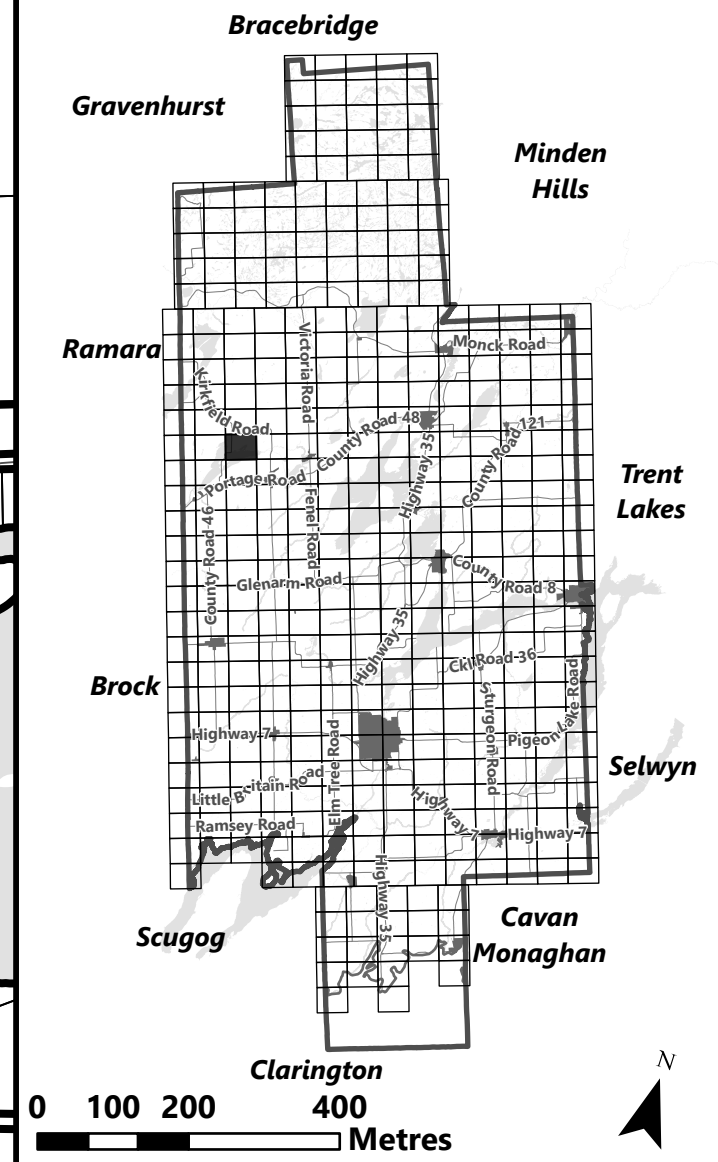 Bracebridge
Gravenhurst
Minden
Hills
Ramara
Victoria Road
Monck Road
Kirkfield Road
County Road 48
County Road 121
Highway 35
Portage Road
Trent
Lakes
Fenel Road
County Road 46
Glenarm Road
County Road 8
Highway 35
Ckl Road 36
Brock
Sturgeon Road
Pigeon Lake Road
Highway 7
Elm Tree Road
Selwyn
Little Britain Road
Highway 7
Ramsey Road
Highway 7
Highway 35
Scugog
Cavan
Monaghan
Clarington
N
0 100 200 400
Metres